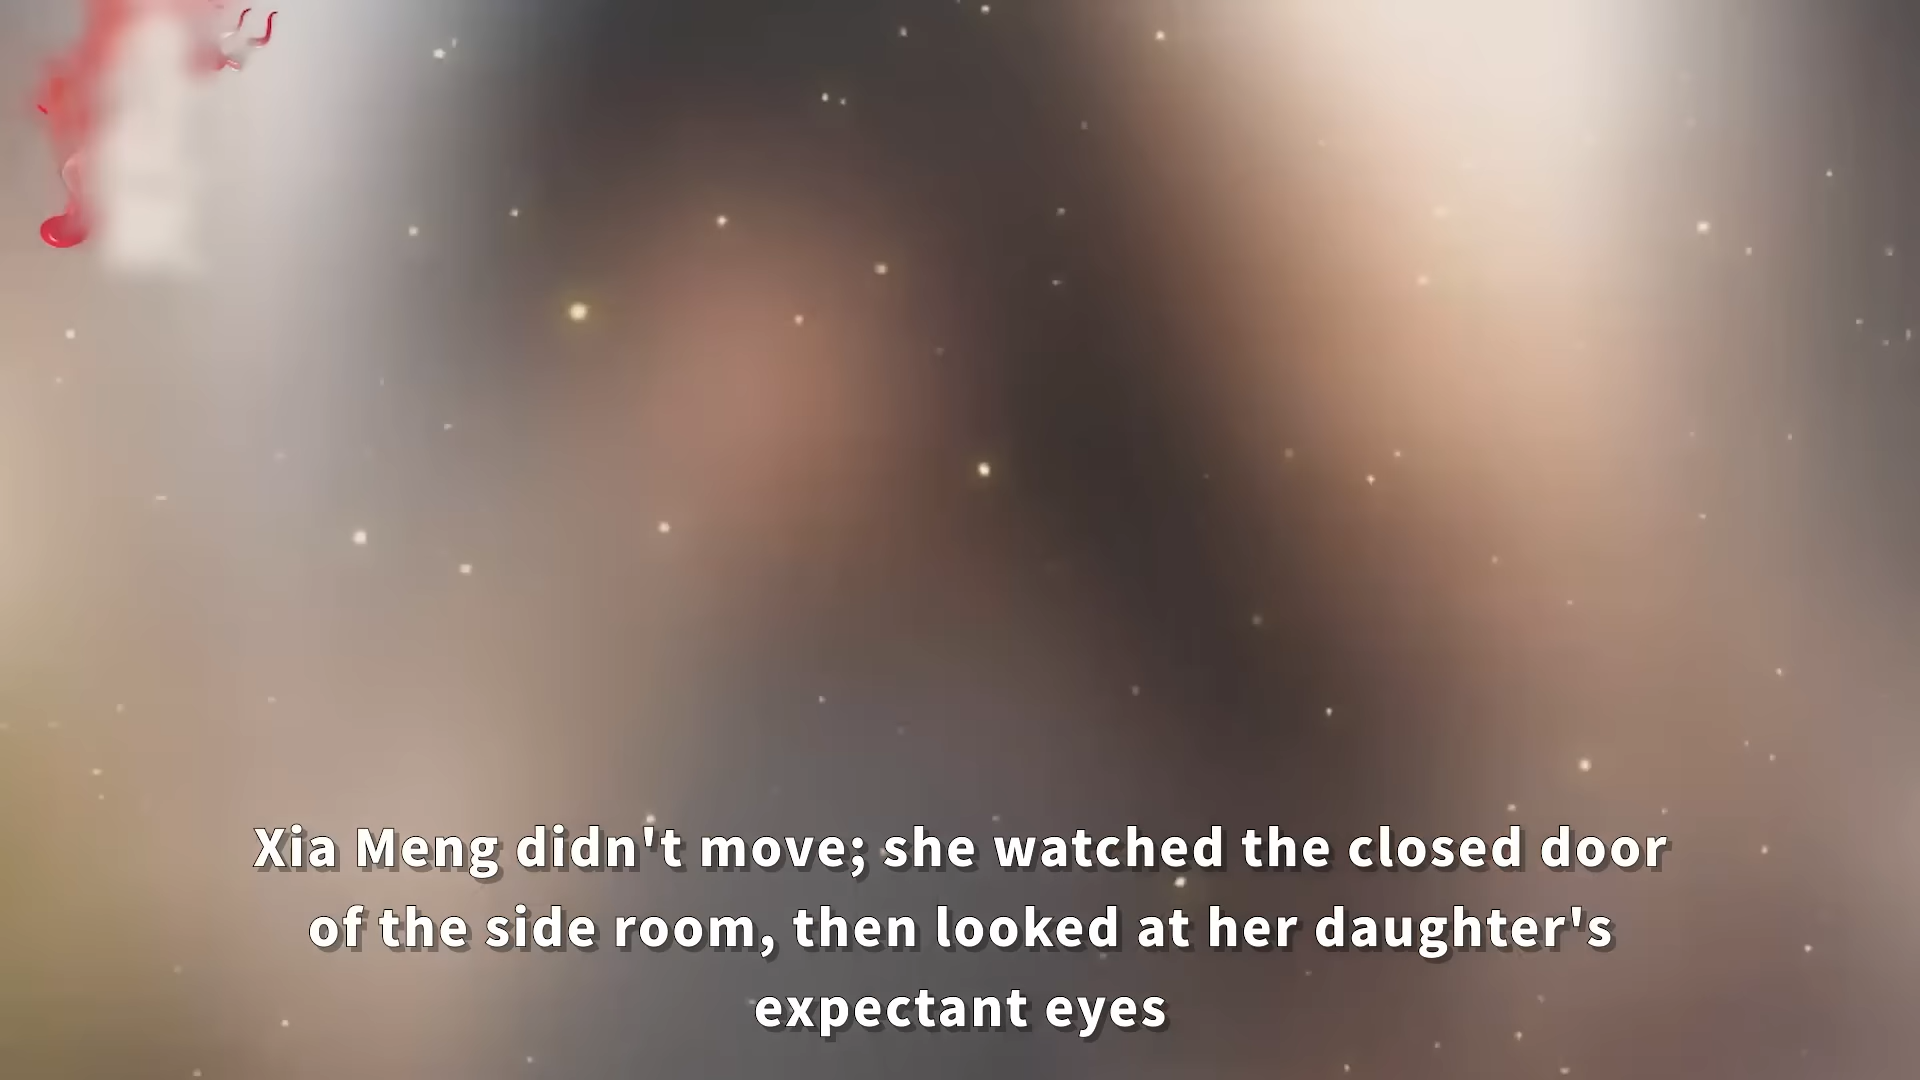 Xia Meng didn't move; she watched the closed door
of the side room, then looked at her daughter's
expectant eyes